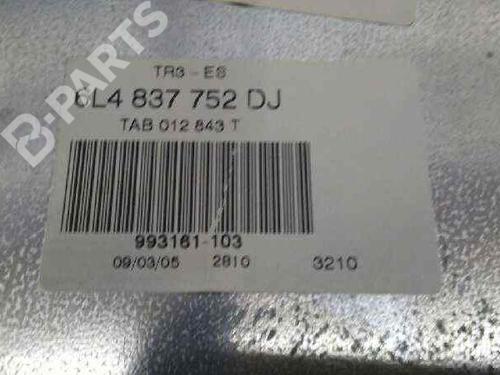 B-PARTS
TR3 - ES
6L4 837 752 DJ
TAB 012 843 T
993161-103
09/03/05 2810 3210